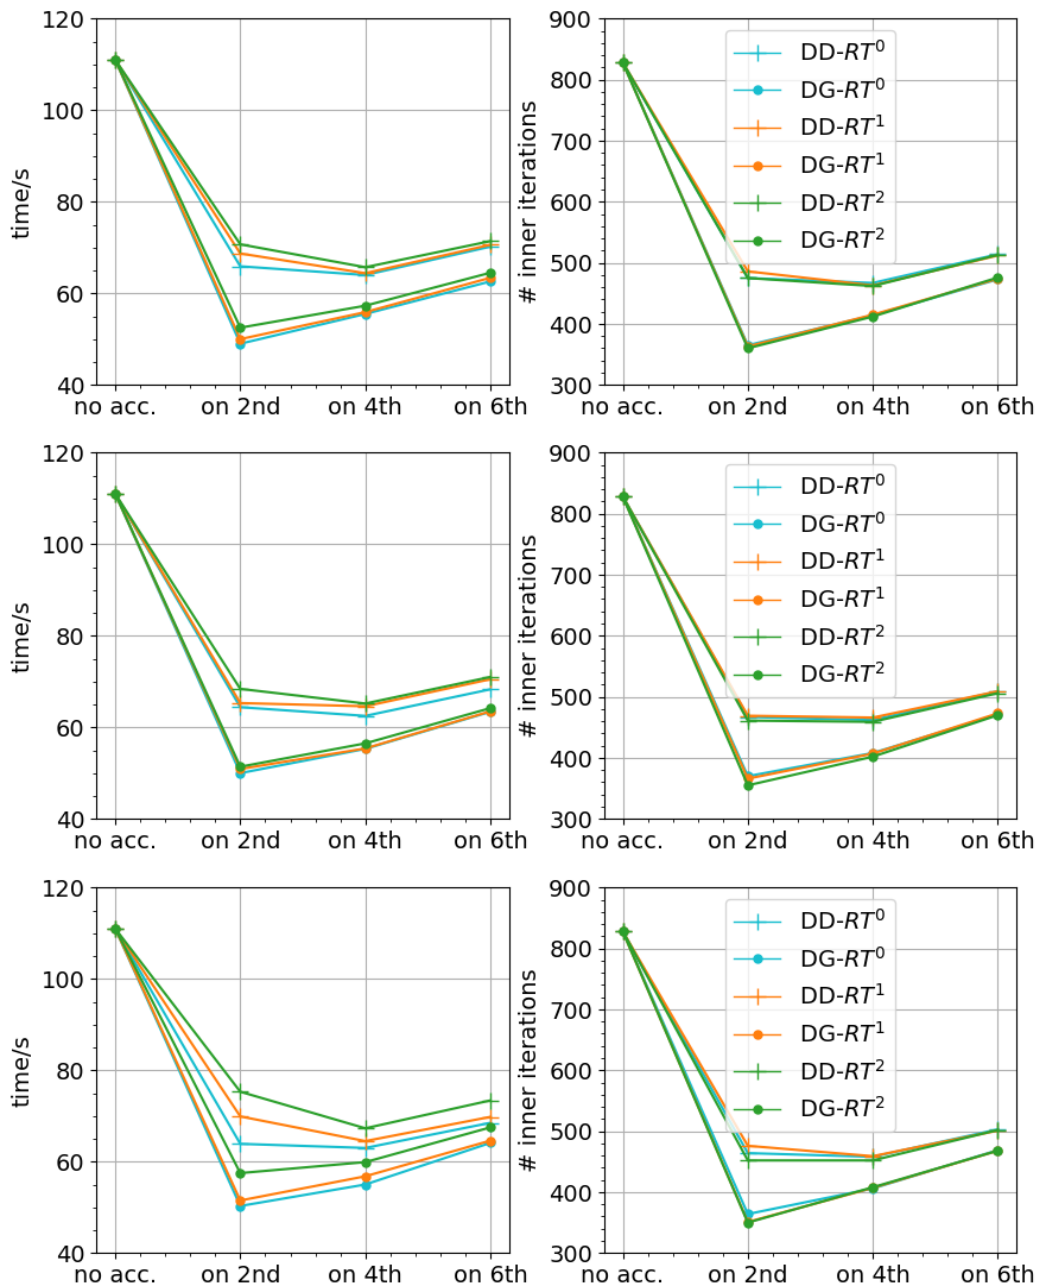 120
100
80
60
40
time/s
no acc. on 2nd on 4th on 6th
900
800
700
600
500
400
300
# inner iterations
no acc. on 2nd on 4th on 6th
DD-RT⁰
DG-RT⁰
DD-RT¹
DG-RT¹
DD-RT²
DG-RT²
120
100
80
60
40
time/s
no acc. on 2nd on 4th on 6th
900
800
700
600
500
400
300
# inner iterations
no acc. on 2nd on 4th on 6th
DD-RT⁰
DG-RT⁰
DD-RT¹
DG-RT¹
DD-RT²
DG-RT²
120
100
80
60
40
time/s
no acc. on 2nd on 4th on 6th
900
800
700
600
500
400
300
# inner iterations
no acc. on 2nd on 4th on 6th
DD-RT⁰
DG-RT⁰
DD-RT¹
DG-RT¹
DD-RT²
DG-RT²